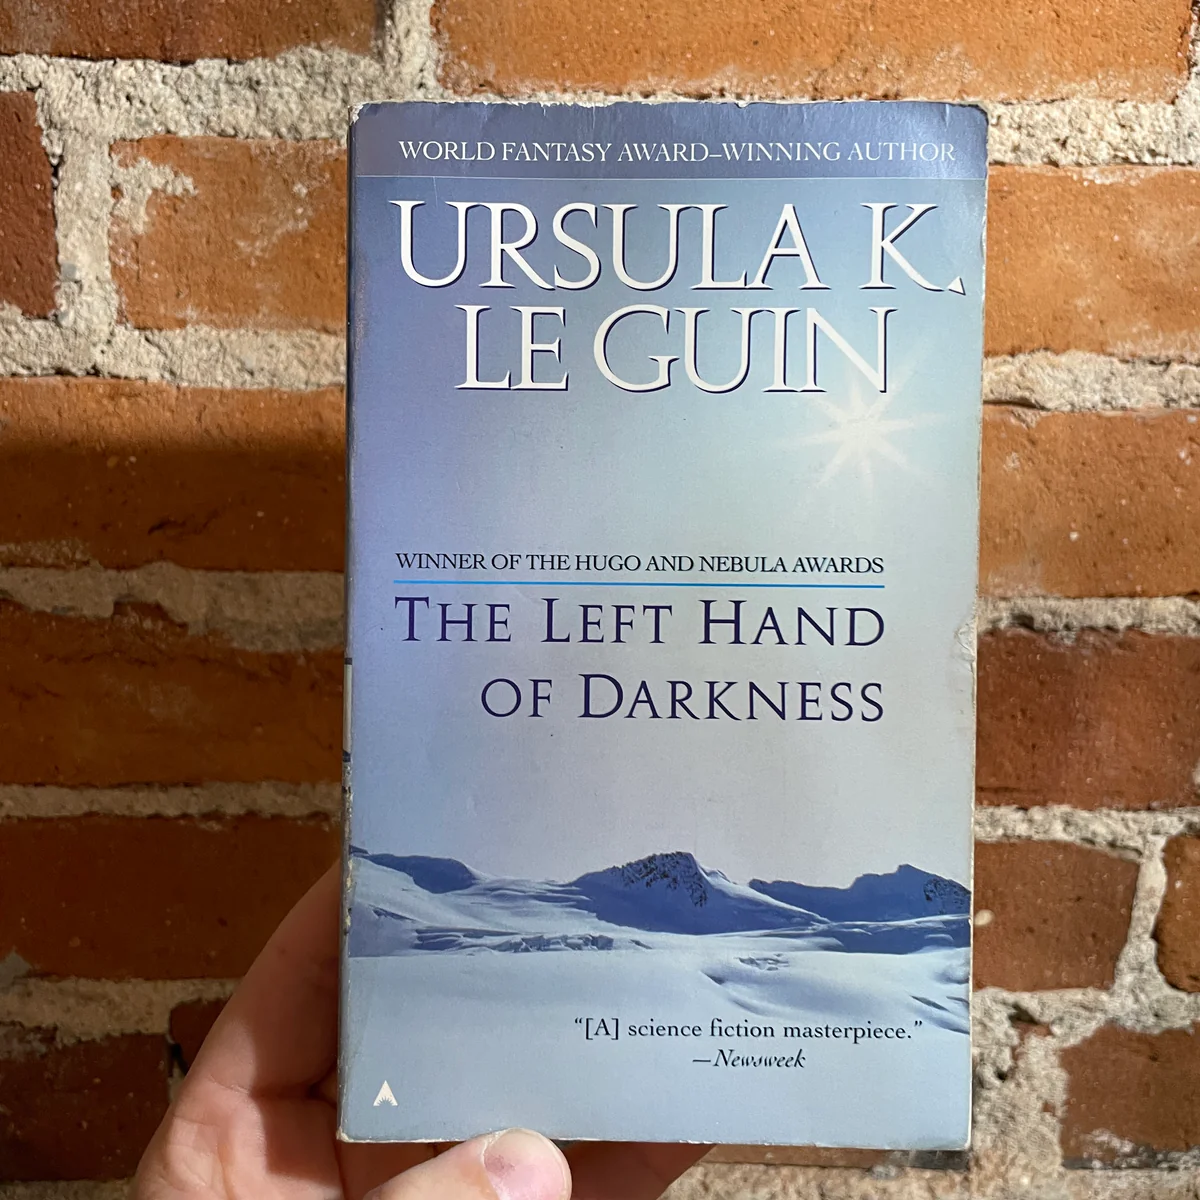 WORLD FANTASY AWARD–WINNING AUTHOR
URSULA K.
LE GUIN
WINNER OF THE HUGO AND NEBULA AWARDS
THE LEFT HAND
OF DARKNESS
“[A] science fiction masterpiece.”
—Newsweek